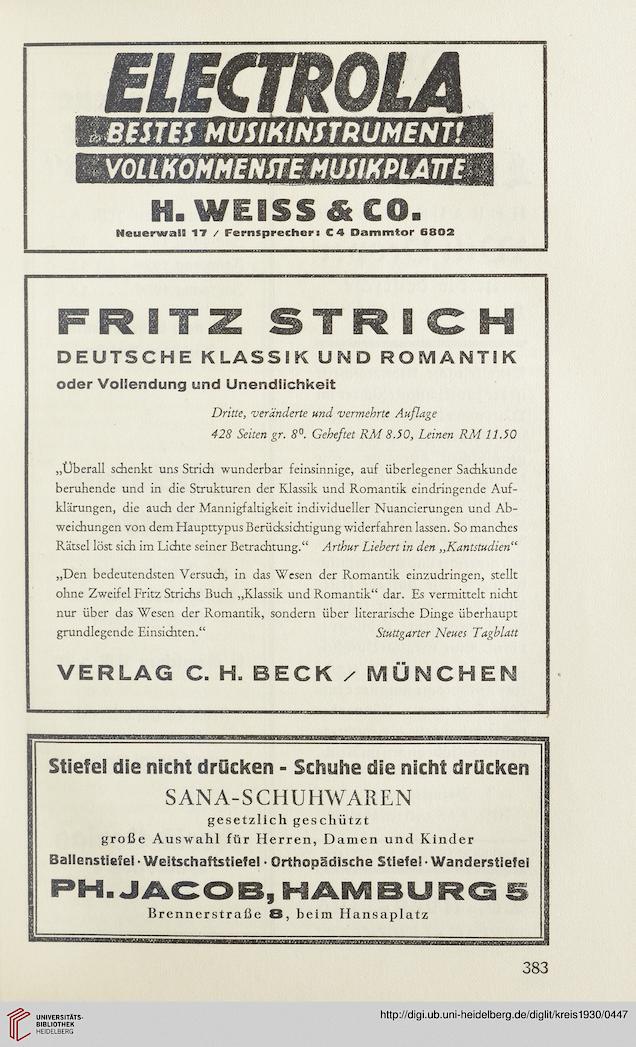 ELECTROLA
BESTES MUSIKINSTRUMENT!
VOLLKOMMENSTE MUSIKPLATTE
H. WEISS & CO.
Neuerwall 17 / Fernsprecher: C 4 Dammtor 6802
FRITZ STRICH
DEUTSCHE KLASSIK UND ROMANTIK
oder Vollendung und Unendlichkeit
Dritte, veränderte und vermehrte Auflage
428 Seiten gr. 8⁰. Geheftet RM 8.50, Leinen RM 11.50
„Überall schenkt uns Strich wunderbar feinsinnige, auf überlegener Sachkunde
beruhende und in die Strukturen der Klassik und Romantik eindringende Auf-
klärungen, die auch der Mannigfaltigkeit individueller Nuancierungen und Ab-
weichungen von dem Haupttypus Berücksichtigung widerfahren lassen. So manches
Rätsel löst sich im Lichte seiner Betrachtung.“ Arthur Liebert in den „Kantstudien“
„Den bedeutendsten Versuch, in das Wesen der Romantik einzudringen, stellt
ohne Zweifel Fritz Strichs Buch „Klassik und Romantik“ dar. Es vermittelt nicht
nur über das Wesen der Romantik, sondern über literarische Dinge überhaupt
grundlegende Einsichten.“ Stuttgarter Neues Tagblatt
VERLAG C. H. BECK / MÜNCHEN
Stiefel die nicht drücken - Schuhe die nicht drücken
SANA-SCHUHWAREN
gesetzlich geschützt
große Auswahl für Herren, Damen und Kinder
Ballenstiefel · Weitschaftstiefel · Orthopädische Stiefel · Wanderstiefel
PH. JACOB, HAMBURG 5
Brennerstraße 8, beim Hansaplatz
383
UNIVERSITÄTS-
BIBLIOTHEK
HEIDELBERG
http://digi.ub.uni-heidelberg.de/diglit/kreis1930/0447